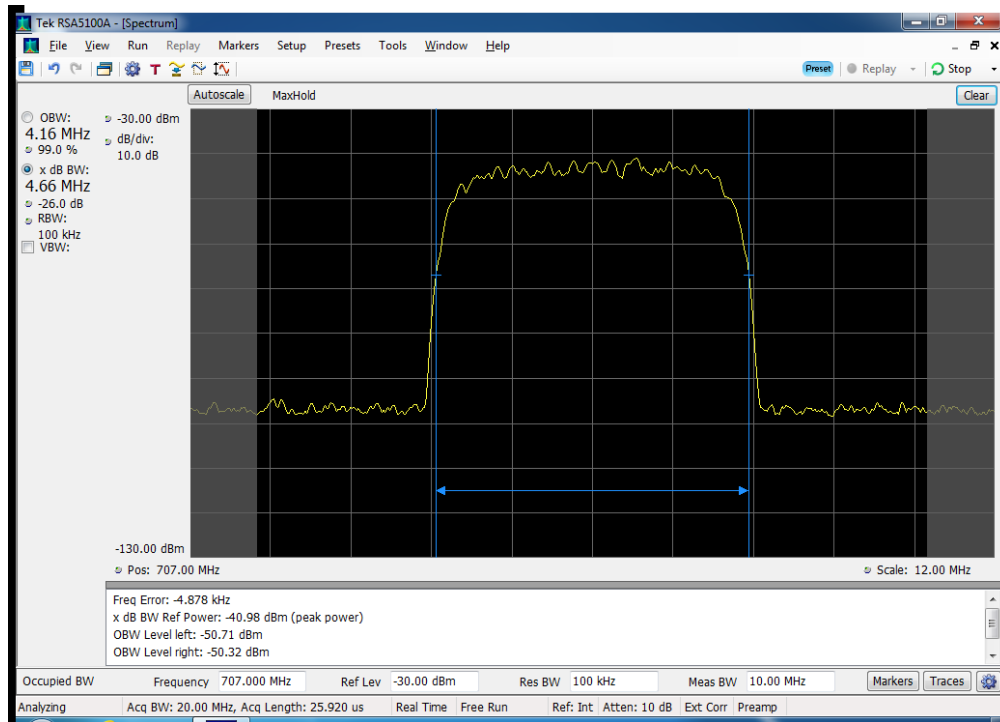 Tek RSA5100A - [Spectrum]
File View Run Replay Markers Setup Presets Tools Window Help
Preset Replay Stop
Autoscale MaxHold Clear
OBW:
4.16 MHz
99.0 %
x dB BW:
4.66 MHz
-26.0 dB
RBW:
100 kHz
VBW:
-30.00 dBm
dB/div:
10.0 dB
-130.00 dBm
Pos: 707.00 MHz Scale: 12.00 MHz
Freq Error: -4.878 kHz
x dB BW Ref Power: -40.98 dBm (peak power)
OBW Level left: -50.71 dBm
OBW Level right: -50.32 dBm
Occupied BW Frequency 707.000 MHz Ref Lev -30.00 dBm Res BW 100 kHz Meas BW 10.00 MHz Markers Traces
Analyzing Acq BW: 20.00 MHz, Acq Length: 25.920 us Real Time Free Run Ref: Int Atten: 10 dB Ext Corr Preamp